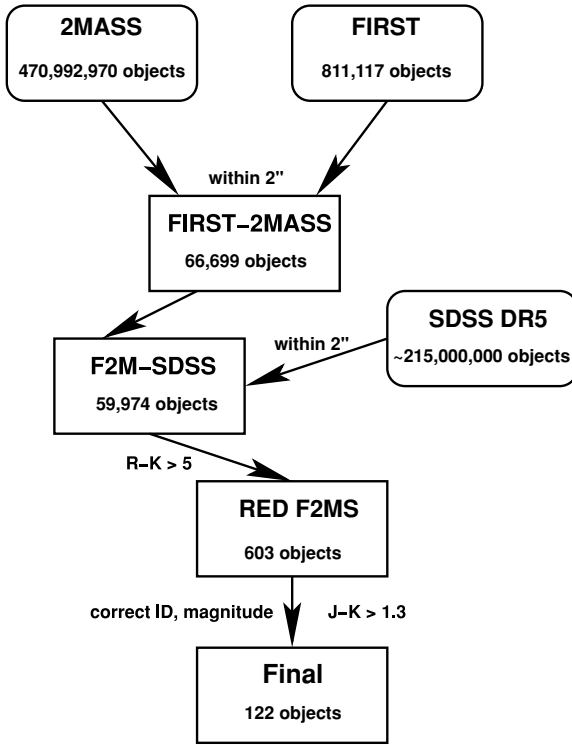 2MASS
470,992,970 objects
FIRST
811,117 objects
within 2"
FIRST−2MASS
66,699 objects
SDSS DR5
~215,000,000 objects
within 2"
F2M−SDSS
59,974 objects
R−K > 5
RED F2MS
603 objects
correct ID, magnitude
J−K > 1.3
Final
122 objects